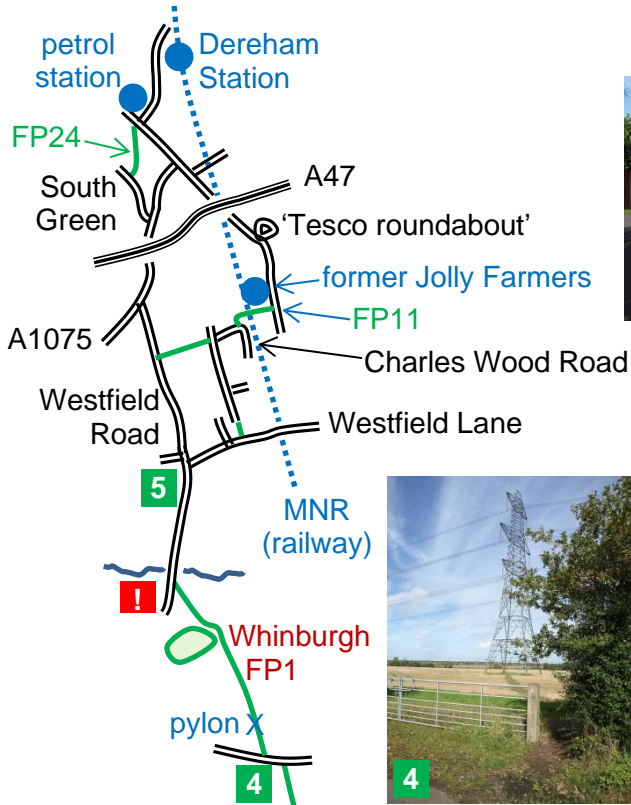 petrol
station
Dereham
Station
FP24
South
Green
A47
'Tesco roundabout'
former Jolly Farmers
FP11
A1075
Charles Wood Road
Westfield
Road
Westfield Lane
5
MNR
(railway)
!
Whinburgh
FP1
pylon X
4
4